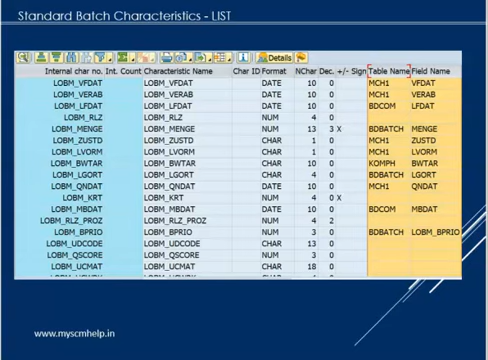 Standard Batch Characteristics - LIST
Details
Internal char no. Int. Count Characteristic Name Char ID Format NChar Dec. +/- Sign Table Name Field Name
LOBM_VFDAT LOBM_VFDAT DATE 10 0 MCH1 VFDAT
LOBM_VERAB LOBM_VERAB DATE 10 0 MCH1 VERAB
LOBM_LFDAT LOBM_LFDAT DATE 10 0 BDCOM LFDAT
LOBM_RLZ LOBM_RLZ NUM 4 0
LOBM_MENGE LOBM_MENGE NUM 13 3 X BDBATCH MENGE
LOBM_ZUSTD LOBM_ZUSTD CHAR 1 0 MCH1 ZUSTD
LOBM_LVORM LOBM_LVORM CHAR 1 0 MCH1 LVORM
LOBM_BWTAR LOBM_BWTAR CHAR 10 0 KOMPH BWTAR
LOBM_LGORT LOBM_LGORT CHAR 4 0 BDBATCH LGORT
LOBM_QNDAT LOBM_QNDAT DATE 10 0 MCH1 QNDAT
LOBM_KRT LOBM_KRT NUM 4 0 X
LOBM_MBDAT LOBM_MBDAT DATE 10 0 BDCOM MBDAT
LOBM_RLZ_PROZ LOBM_RLZ_PROZ NUM 4 2
LOBM_BPRIO LOBM_BPRIO NUM 3 0 BDBATCH LOBM_BPRIO
LOBM_UDCODE LOBM_UDCODE CHAR 13 0
LOBM_QSCORE LOBM_QSCORE NUM 3 0
LOBM_UCMAT LOBM_UCMAT CHAR 18 0
www.myscmhelp.in